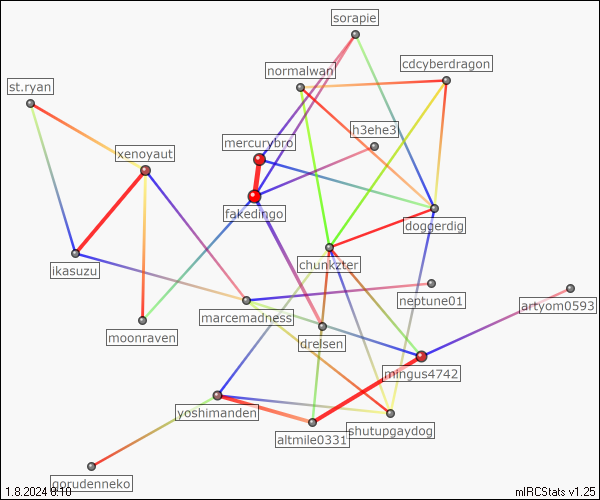 sorapie
cdcyberdragon
normalwan
st.ryan
h3ehe3
mercurybro
xenoyaut
fakedingo
doggerdig
chunkzter
ikasuzu
neptune01
artyom0593
marcemadness
moonraven
drelsen
mingus4742
yoshimanden
shutupgaydog
altmile0331
gorudenneko
1.8.2024 0:10
mIRCStats v1.25